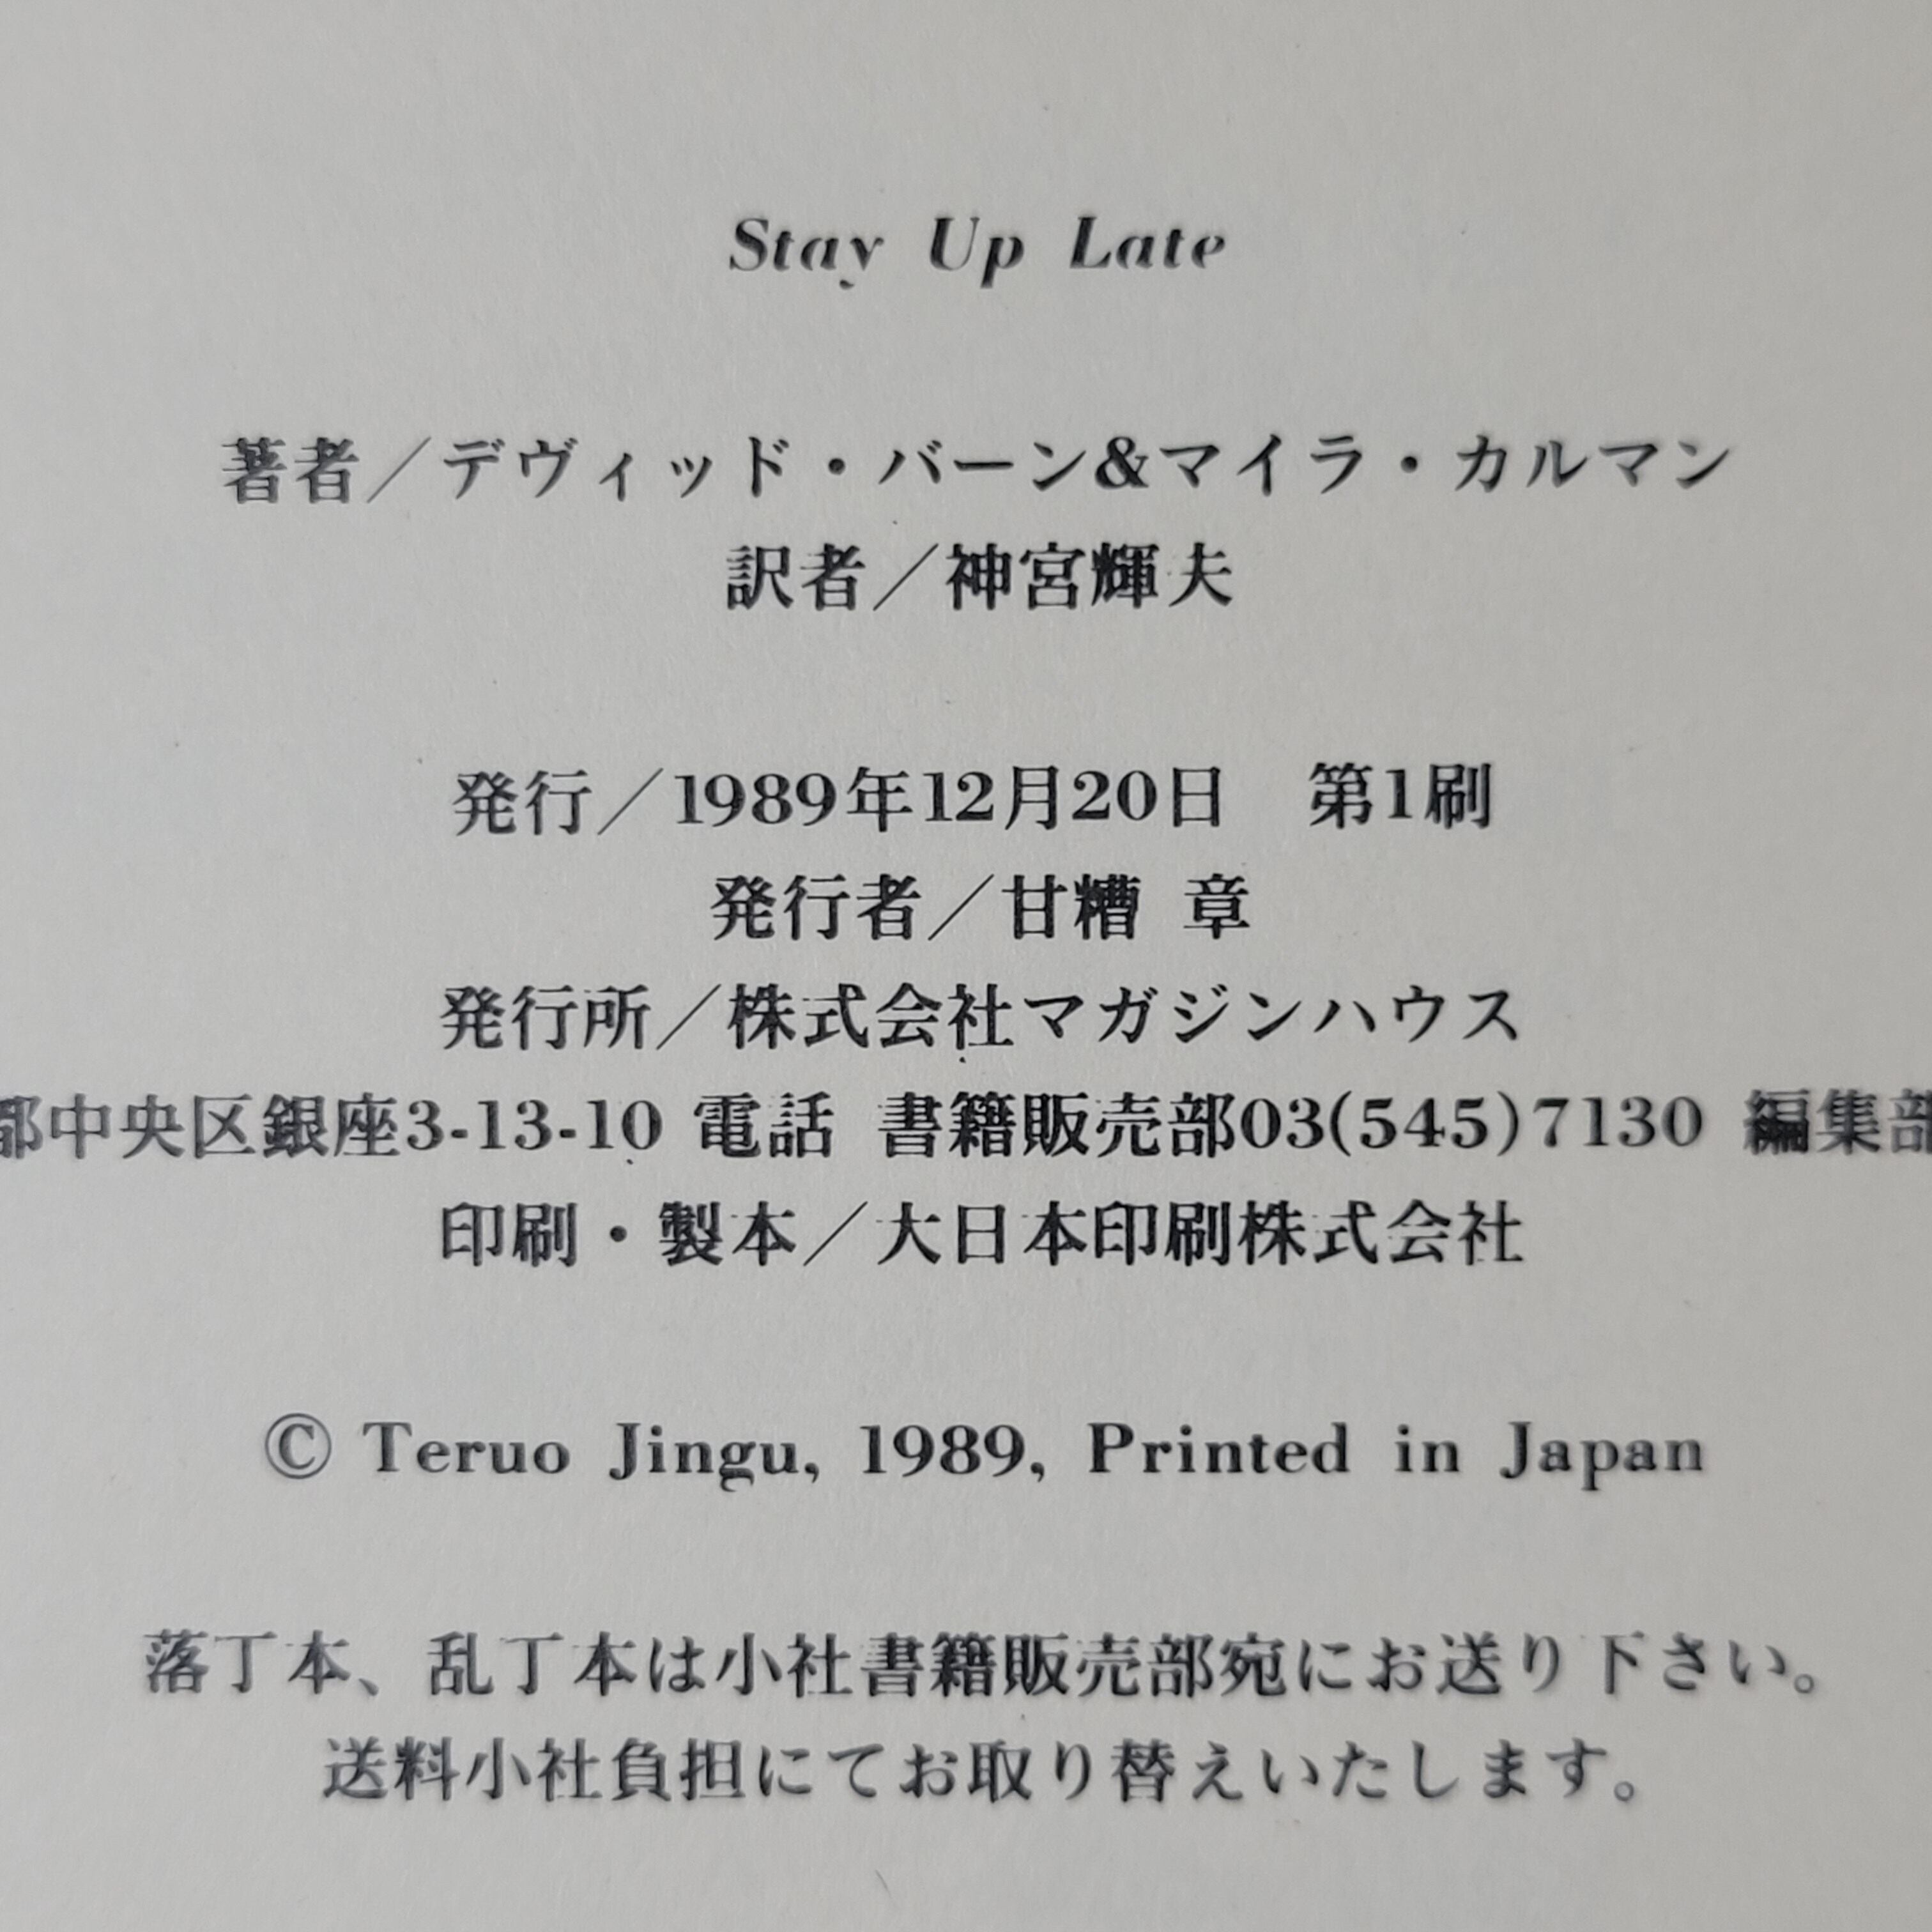 Stay Up Late
著者／デヴィッド・バーン&マイラ・カルマン
訳者／神宮輝夫
発行／1989年12月20日　第1刷
発行者／甘糟 章
発行所／株式会社マガジンハウス
都中央区銀座3-13-10 電話 書籍販売部03(545)7130 編集部
印刷・製本／大日本印刷株式会社
© Teruo Jingu, 1989, Printed in Japan
落丁本、乱丁本は小社書籍販売部宛にお送り下さい。
送料小社負担にてお取り替えいたします。